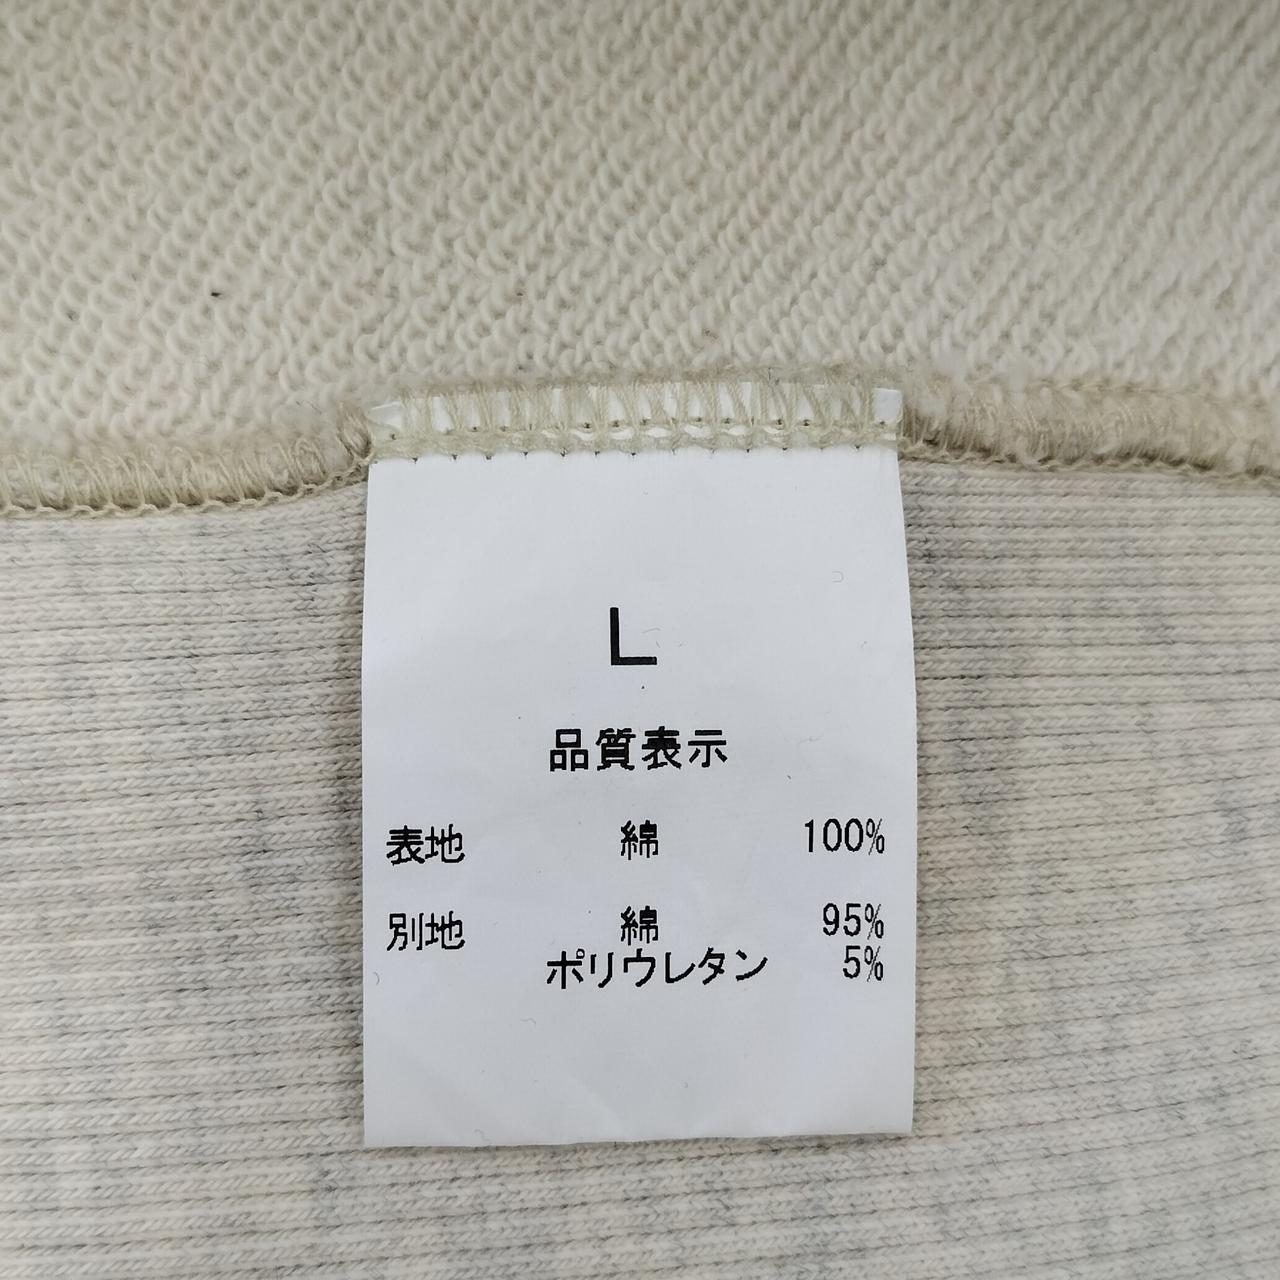 L
品質表示
表地 綿 100%
別地 綿 95%
ポリウレタン 5%